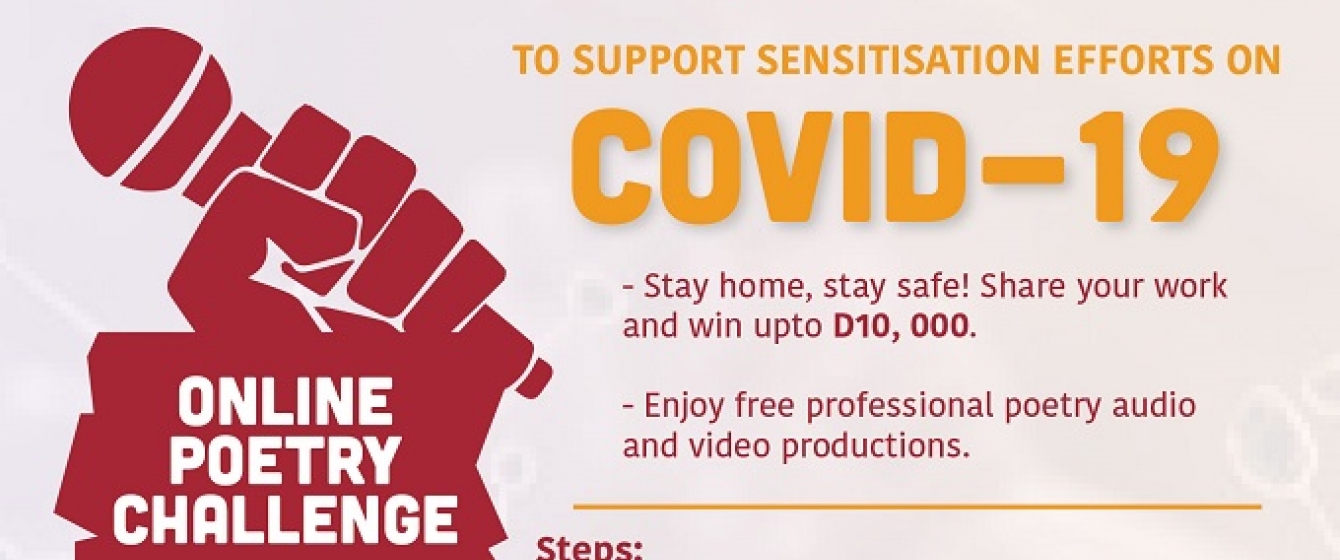 TO SUPPORT SENSITISATION EFFORTS ON
COVID-19
- Stay home, stay safe! Share your work
and win upto D10, 000.
- Enjoy free professional poetry audio
and video productions.
ONLINE
POETRY
CHALLENGE
Steps: